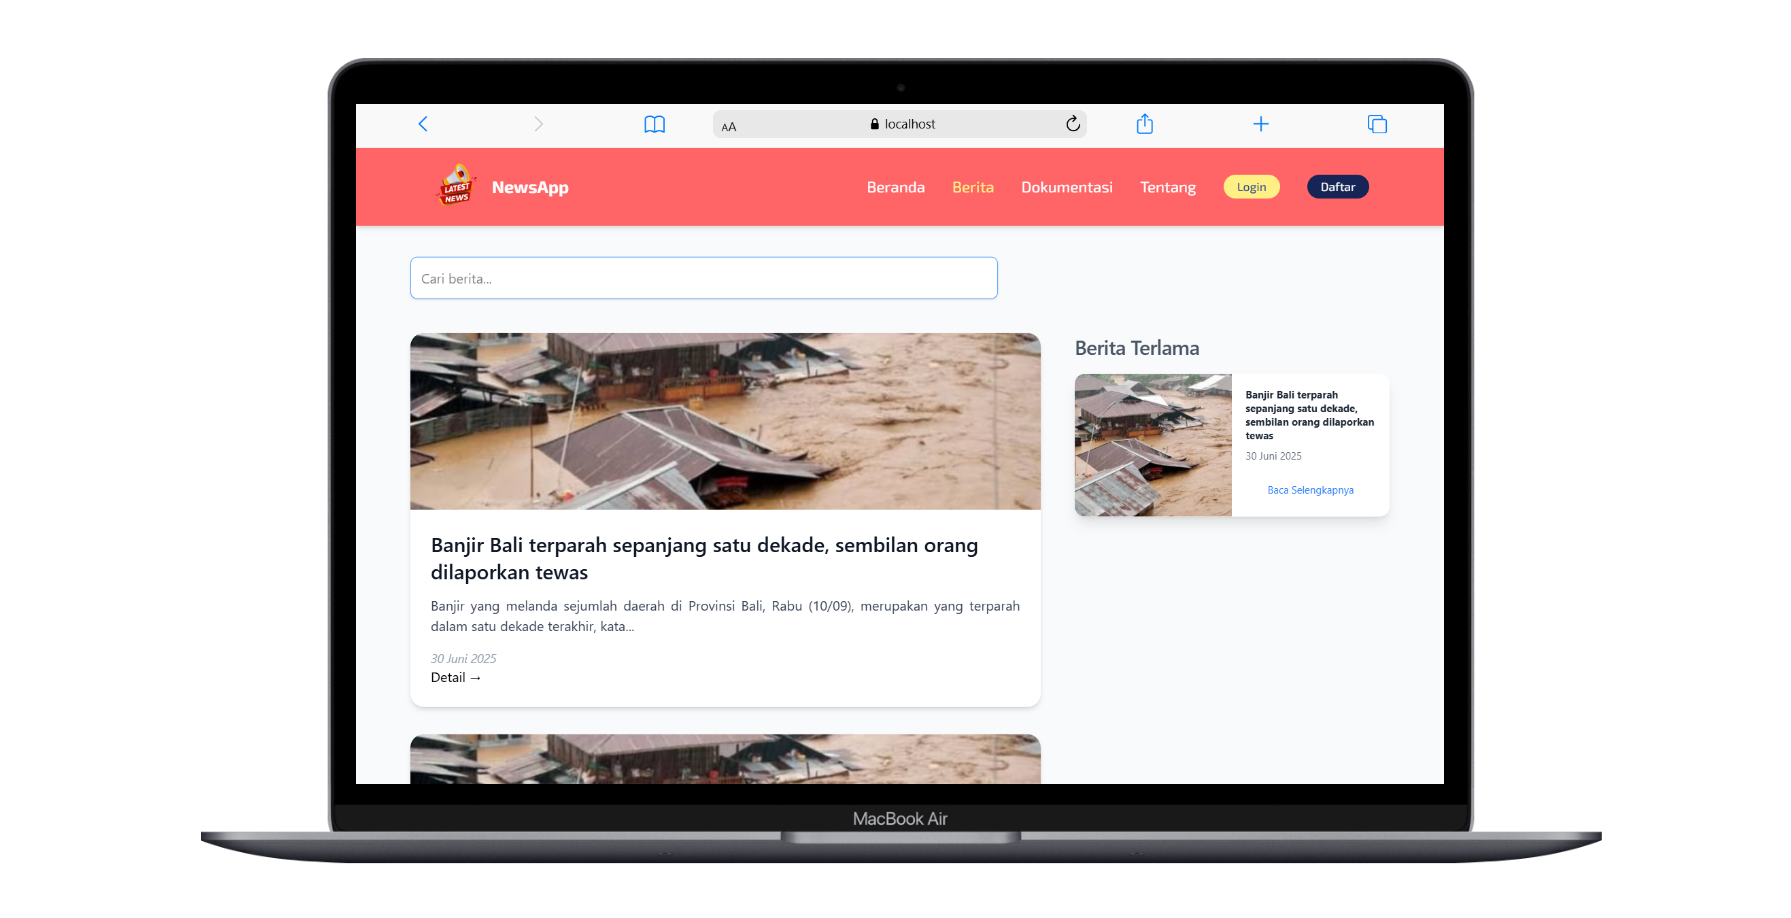 AA
localhost
LATEST
NEWS
NewsApp
Beranda
Berita
Dokumentasi
Tentang
Login
Daftar
Cari berita...
Banjir Bali terparah sepanjang satu dekade, sembilan orang
dilaporkan tewas
Banjir yang melanda sejumlah daerah di Provinsi Bali, Rabu (10/09), merupakan yang terparah
dalam satu dekade terakhir, kata...
30 Juni 2025
Detail →
Berita Terlama
Banjir Bali terparah
sepanjang satu dekade,
sembilan orang dilaporkan
tewas
30 Juni 2025
Baca Selengkapnya
MacBook Air